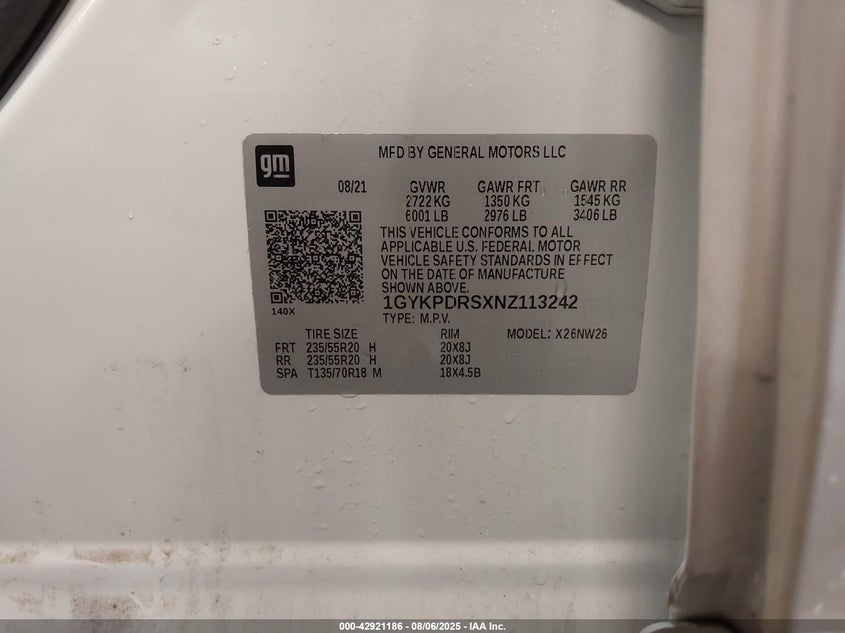 gm
MFD BY GENERAL MOTORS LLC
08/21 GVWR GAWR FRT GAWR RR
2722 KG 1350 KG 1545 KG
6001 LB 2976 LB 3406 LB
THIS VEHICLE CONFORMS TO ALL
APPLICABLE U.S. FEDERAL MOTOR
VEHICLE SAFETY STANDARDS IN EFFECT
ON THE DATE OF MANUFACTURE
SHOWN ABOVE.
140X
1GYKPDRSXNZ113242
TYPE: M.P.V.
TIRE SIZE RIM MODEL: X26NW26
FRT 235/55R20 H 20X8J
RR 235/55R20 H 20X8J
SPA T135/70R18 M 18X4.5B
000-42921186 - 08/06/2025 - IAA Inc.